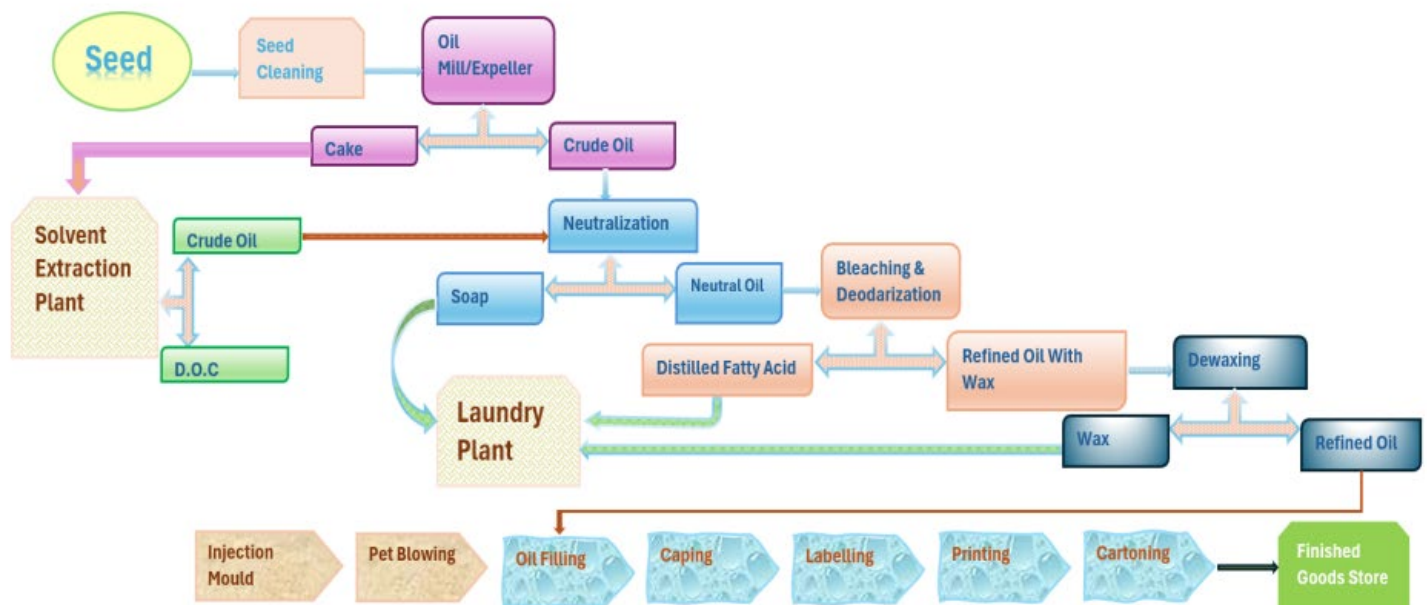 Seed
Seed
Cleaning
Oil
Mill/Expeller
Cake
Crude Oil
Solvent
Extraction
Plant
Crude Oil
Neutralization
D.O.C
Soap
Neutral Oil
Bleaching &
Deodarization
Distilled Fatty Acid
Refined Oil With
Wax
Dewaxing
Laundry
Plant
Wax
Refined Oil
Injection
Mould
Pet Blowing
Oil Filling
Caping
Labelling
Printing
Cartoning
Finished
Goods Store